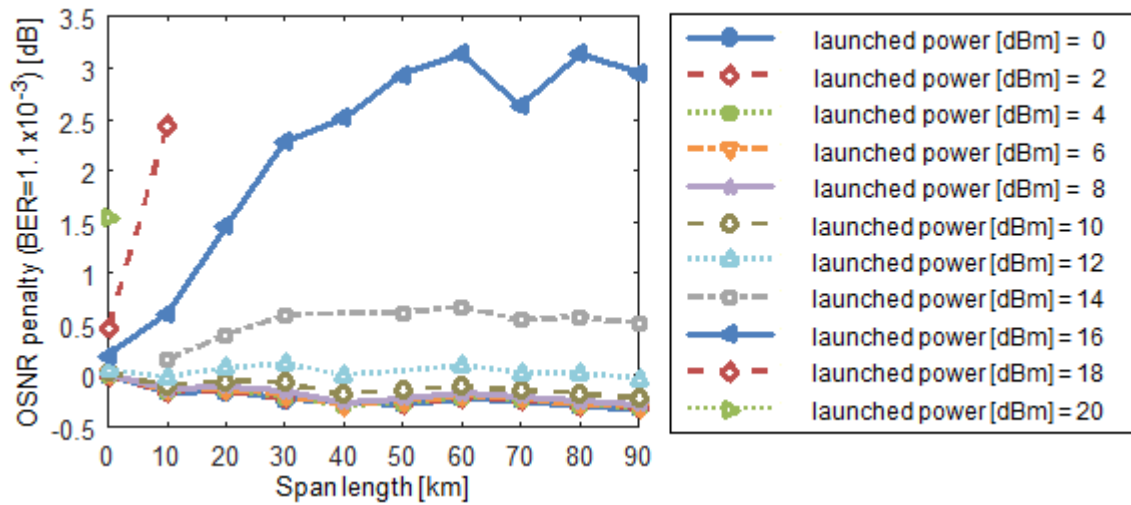 OSNR penalty (BER=1.1x10-3) [dB]
3.5
3
2.5
2
1.5
1
0.5
0
-0.5
0 10 20 30 40 50 60 70 80 90
Span length [km]
launched power [dBm] = 0
launched power [dBm] = 2
launched power [dBm] = 4
launched power [dBm] = 6
launched power [dBm] = 8
launched power [dBm] = 10
launched power [dBm] = 12
launched power [dBm] = 14
launched power [dBm] = 16
launched power [dBm] = 18
launched power [dBm] = 20